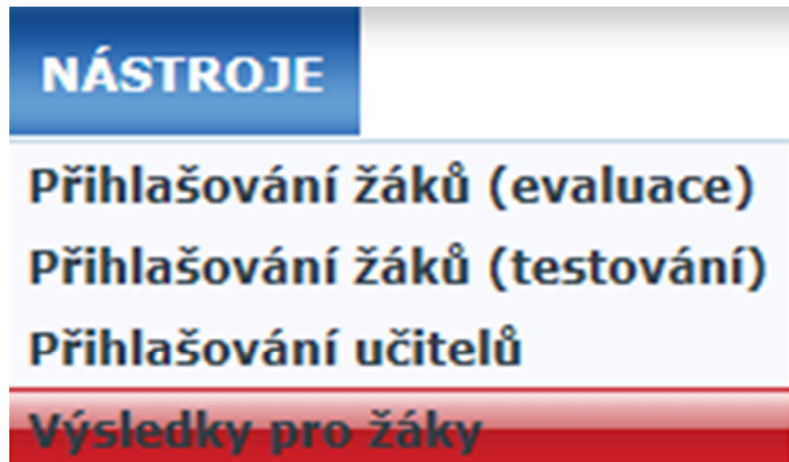 NÁSTROJE
Přihlašování žáků (evaluace)
Přihlašování žáků (testování)
Přihlašování učitelů
Výsledky pro žáky